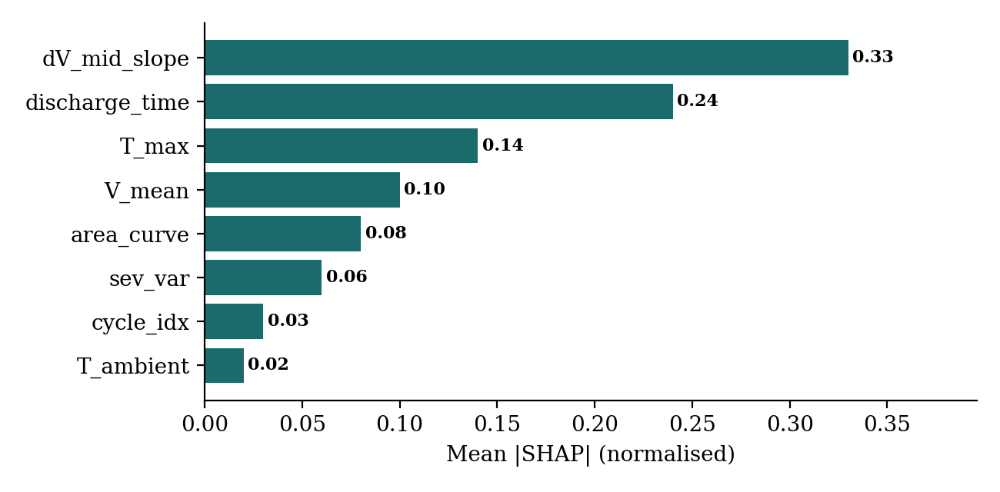 dV_mid_slope 0.33
discharge_time 0.24
T_max 0.14
V_mean 0.10
area_curve 0.08
sev_var 0.06
cycle_idx 0.03
T_ambient 0.02
0.00 0.05 0.10 0.15 0.20 0.25 0.30 0.35
Mean |SHAP| (normalised)